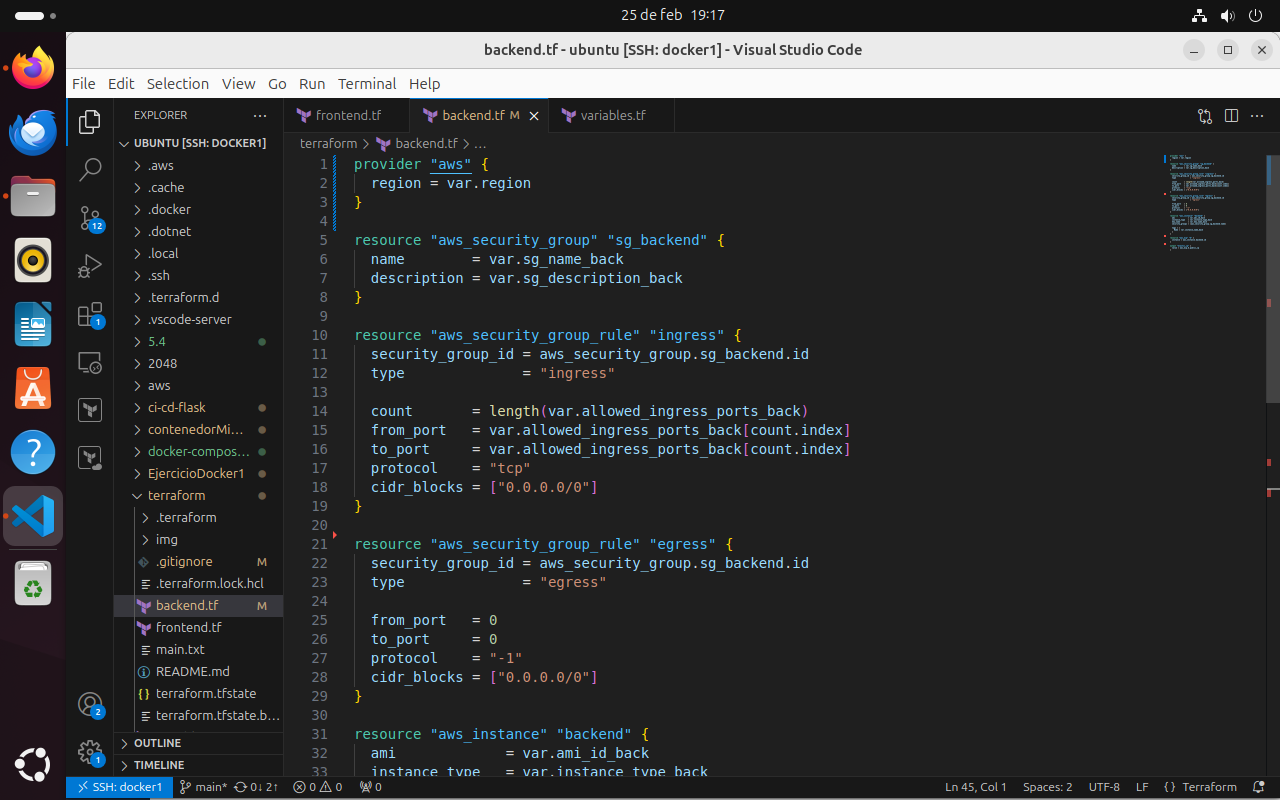 25 de feb 19:17
backend.tf - ubuntu [SSH: docker1] - Visual Studio Code
File Edit Selection View Go Run Terminal Help
EXPLORER
UBUNTU [SSH: DOCKER1]
.aws
.cache
.docker
.dotnet
.local
.ssh
.terraform.d
.vscode-server
5.4
2048
aws
ci-cd-flask
contenedorMi...
docker-compos...
EjercicioDocker1
terraform
.terraform
img
.gitignore M
.terraform.lock.hcl
backend.tf M
frontend.tf
main.txt
README.md
terraform.tfstate
terraform.tfstate.b...
OUTLINE
TIMELINE
12
1
2
1
frontend.tf
backend.tf M
variables.tf
terraform > backend.tf > ...
1 provider "aws" {
2 region = var.region
3 }
4
5 resource "aws_security_group" "sg_backend" {
6 name = var.sg_name_back
7 description = var.sg_description_back
8 }
9
10 resource "aws_security_group_rule" "ingress" {
11 security_group_id = aws_security_group.sg_backend.id
12 type = "ingress"
13
14 count = length(var.allowed_ingress_ports_back)
15 from_port = var.allowed_ingress_ports_back[count.index]
16 to_port = var.allowed_ingress_ports_back[count.index]
17 protocol = "tcp"
18 cidr_blocks = ["0.0.0.0/0"]
19 }
20
21 resource "aws_security_group_rule" "egress" {
22 security_group_id = aws_security_group.sg_backend.id
23 type = "egress"
24
25 from_port = 0
26 to_port = 0
27 protocol = "-1"
28 cidr_blocks = ["0.0.0.0/0"]
29 }
30
31 resource "aws_instance" "backend" {
32 ami = var.ami_id_back
33 instance_type = var.instance_type_back
SSH: docker1 main* 0↓ 2↑ 0 0 0 Ln 45, Col 1 Spaces: 2 UTF-8 LF {} Terraform